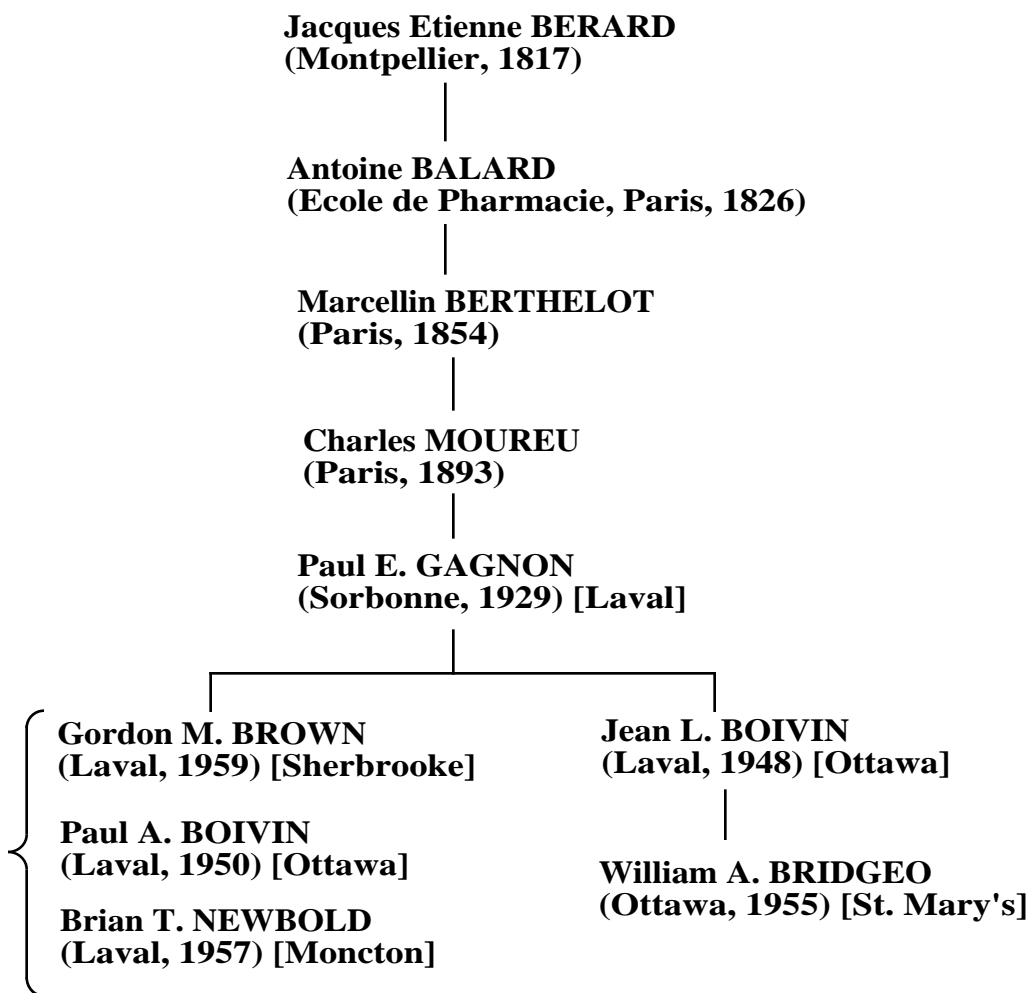 Jacques Etienne BERARD
(Montpellier, 1817)
Antoine BALARD
(Ecole de Pharmacie, Paris, 1826)
Marcellin BERTHELOT
(Paris, 1854)
Charles MOUREU
(Paris, 1893)
Paul E. GAGNON
(Sorbonne, 1929) [Laval]
Gordon M. BROWN
(Laval, 1959) [Sherbrooke]
Paul A. BOIVIN
(Laval, 1950) [Ottawa]
Brian T. NEWBOLD
(Laval, 1957) [Moncton]
Jean L. BOIVIN
(Laval, 1948) [Ottawa]
William A. BRIDGEO
(Ottawa, 1955) [St. Mary's]